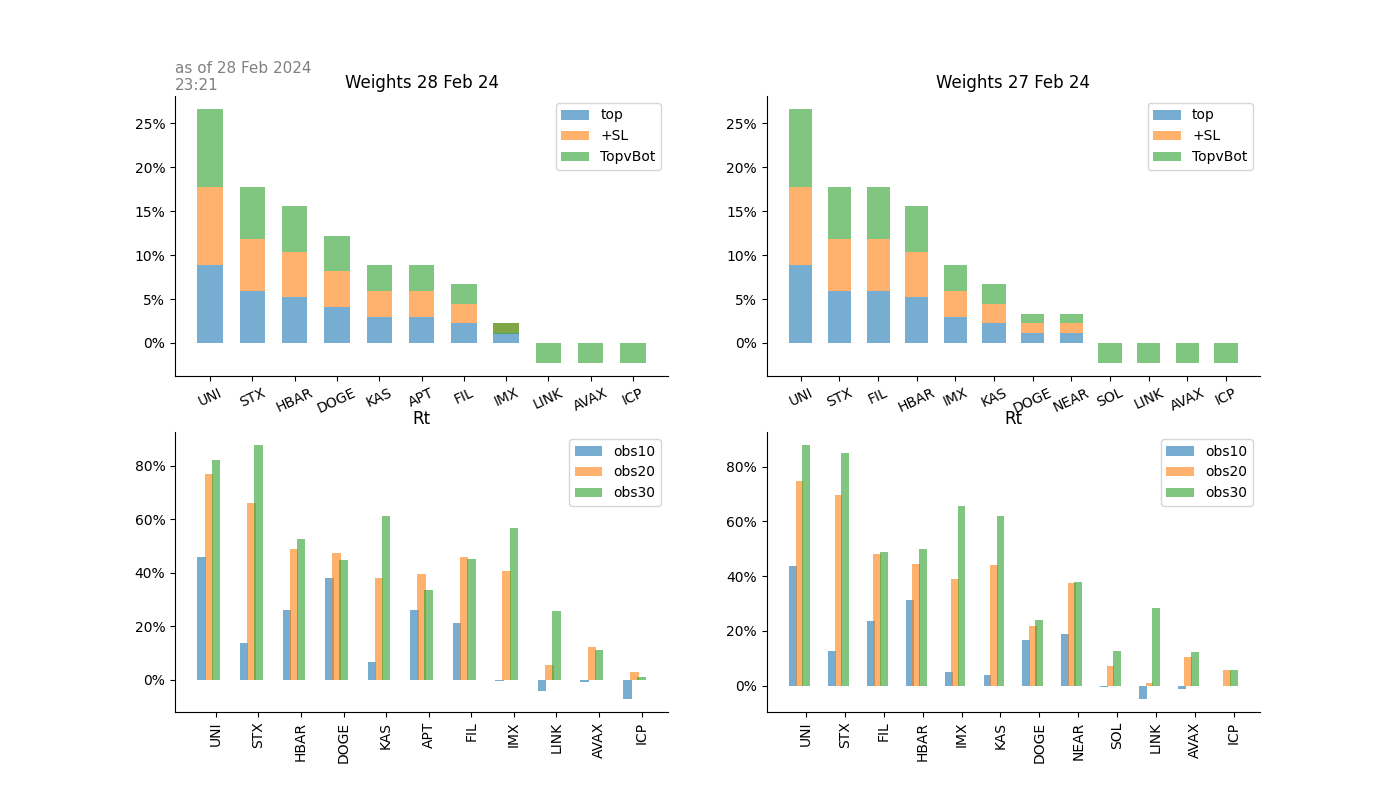 as of 28 Feb 2024
23:21
Weights 28 Feb 24
25%
20%
15%
10%
5%
0%
top
+SL
TopvBot
UNI STX HBAR DOGE KAS APT FIL IMX LINK AVAX ICP
Weights 27 Feb 24
25%
20%
15%
10%
5%
0%
top
+SL
TopvBot
UNI STX FIL HBAR IMX KAS DOGE NEAR SOL LINK AVAX ICP
Rt
80%
60%
40%
20%
0%
obs10
obs20
obs30
UNI STX HBAR DOGE KAS APT FIL IMX LINK AVAX ICP
Rt
80%
60%
40%
20%
0%
obs10
obs20
obs30
UNI STX FIL HBAR IMX KAS DOGE NEAR SOL LINK AVAX ICP